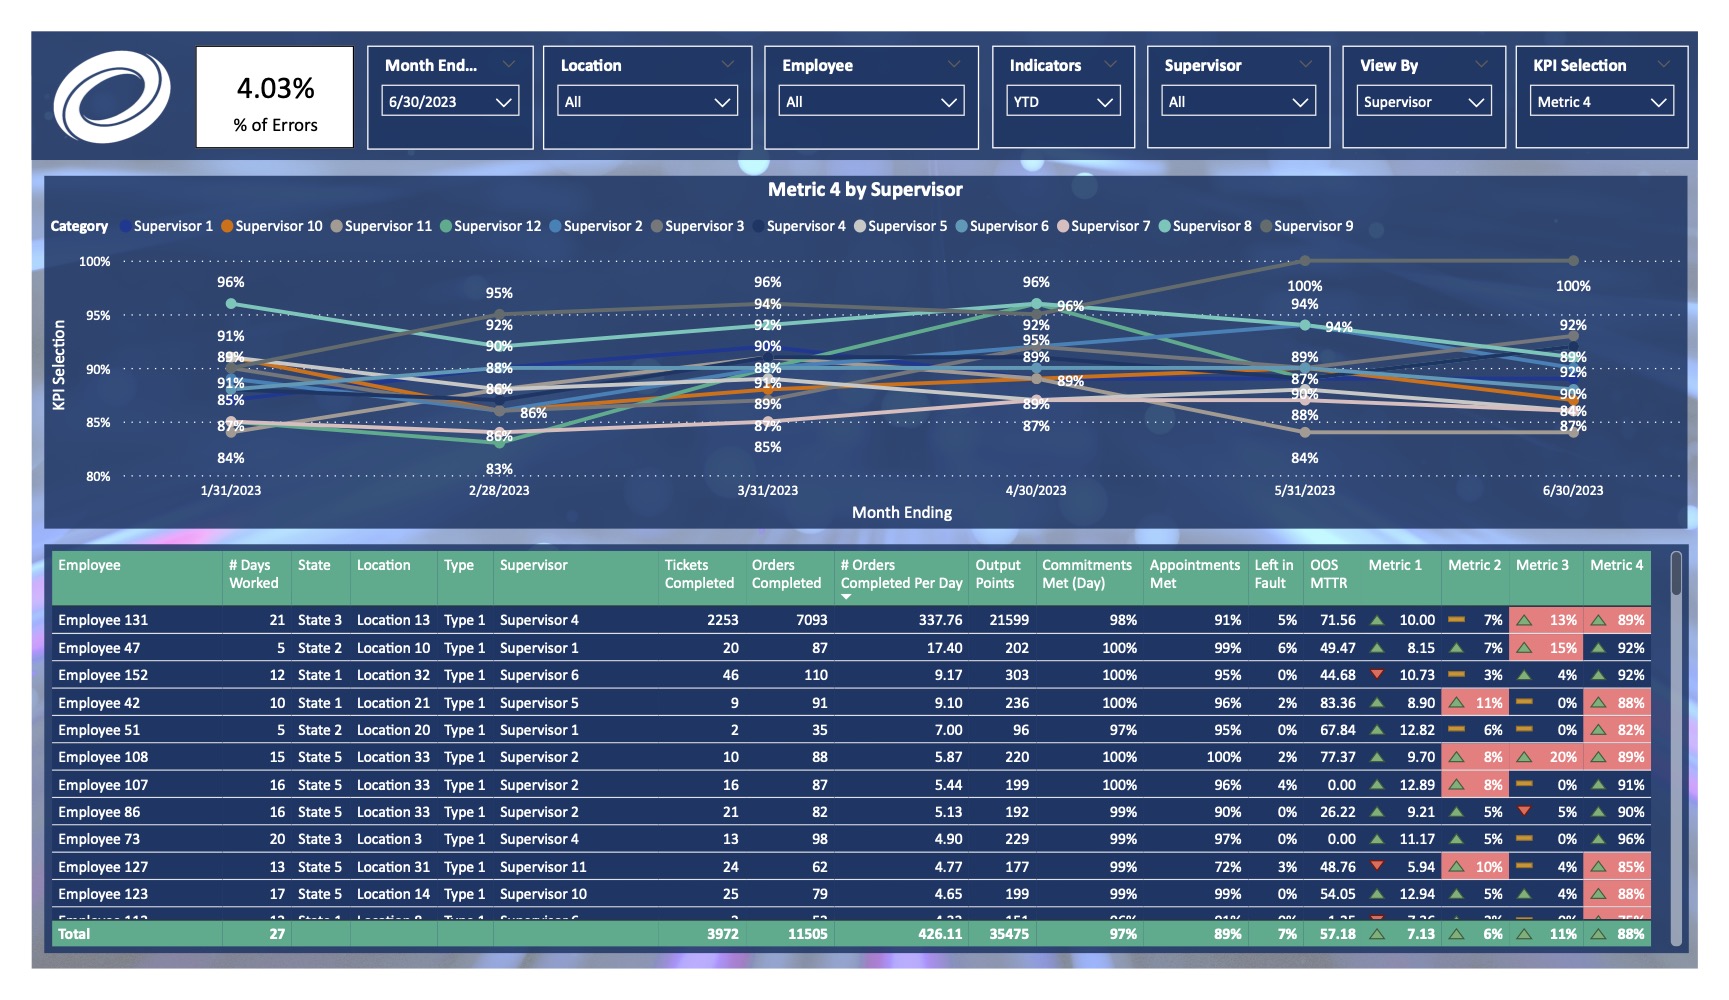 4.03%
% of Errors
Month End...
6/30/2023
Location
All
Employee
All
Indicators
YTD
Supervisor
All
View By
Supervisor
KPI Selection
Metric 4
Metric 4 by Supervisor
Category Supervisor 1 Supervisor 10 Supervisor 11 Supervisor 12 Supervisor 2 Supervisor 3 Supervisor 4 Supervisor 5 Supervisor 6 Supervisor 7 Supervisor 8 Supervisor 9
KPI Selection
100%
95%
90%
85%
80%
96%
91%
89%
91%
85%
87%
84%
95%
92%
90%
88%
86%
86%
86%
83%
96%
94%
92%
90%
88%
91%
89%
87%
85%
96%
96%
92%
95%
89%
89%
89%
87%
100%
94%
94%
89%
87%
90%
88%
84%
100%
92%
89%
92%
90%
84%
87%
1/31/2023 2/28/2023 3/31/2023 4/30/2023 5/31/2023 6/30/2023
Month Ending
Employee # Days Worked State Location Type Supervisor Tickets Completed Orders Completed # Orders Completed Per Day Output Points Commitments Met (Day) Appointments Met Left in Fault OOS MTTR Metric 1 Metric 2 Metric 3 Metric 4
Employee 131 21 State 3 Location 13 Type 1 Supervisor 4 2253 7093 337.76 21599 98% 91% 5% 71.56 10.00 7% 13% 89%
Employee 47 5 State 2 Location 10 Type 1 Supervisor 1 20 87 17.40 202 100% 99% 6% 49.47 8.15 7% 15% 92%
Employee 152 12 State 1 Location 32 Type 1 Supervisor 6 46 110 9.17 303 100% 95% 0% 44.68 10.73 3% 4% 92%
Employee 42 10 State 1 Location 21 Type 1 Supervisor 5 9 91 9.10 236 100% 96% 2% 83.36 8.90 11% 0% 88%
Employee 51 5 State 2 Location 20 Type 1 Supervisor 1 2 35 7.00 96 97% 95% 0% 67.84 12.82 6% 0% 82%
Employee 108 15 State 5 Location 33 Type 1 Supervisor 2 10 88 5.87 220 100% 100% 2% 77.37 9.70 8% 20% 89%
Employee 107 16 State 5 Location 33 Type 1 Supervisor 2 16 87 5.44 199 100% 96% 4% 0.00 12.89 8% 0% 91%
Employee 86 16 State 5 Location 33 Type 1 Supervisor 2 21 82 5.13 192 99% 90% 0% 26.22 9.21 5% 5% 90%
Employee 73 20 State 3 Location 3 Type 1 Supervisor 4 13 98 4.90 229 99% 97% 0% 0.00 11.17 5% 0% 96%
Employee 127 13 State 5 Location 31 Type 1 Supervisor 11 24 62 4.77 177 99% 72% 3% 48.76 5.94 10% 4% 85%
Employee 123 17 State 5 Location 14 Type 1 Supervisor 10 25 79 4.65 199 99% 99% 0% 54.05 12.94 5% 4% 88%
Total 27 3972 11505 426.11 35475 97% 89% 7% 57.18 7.13 6% 11% 88%